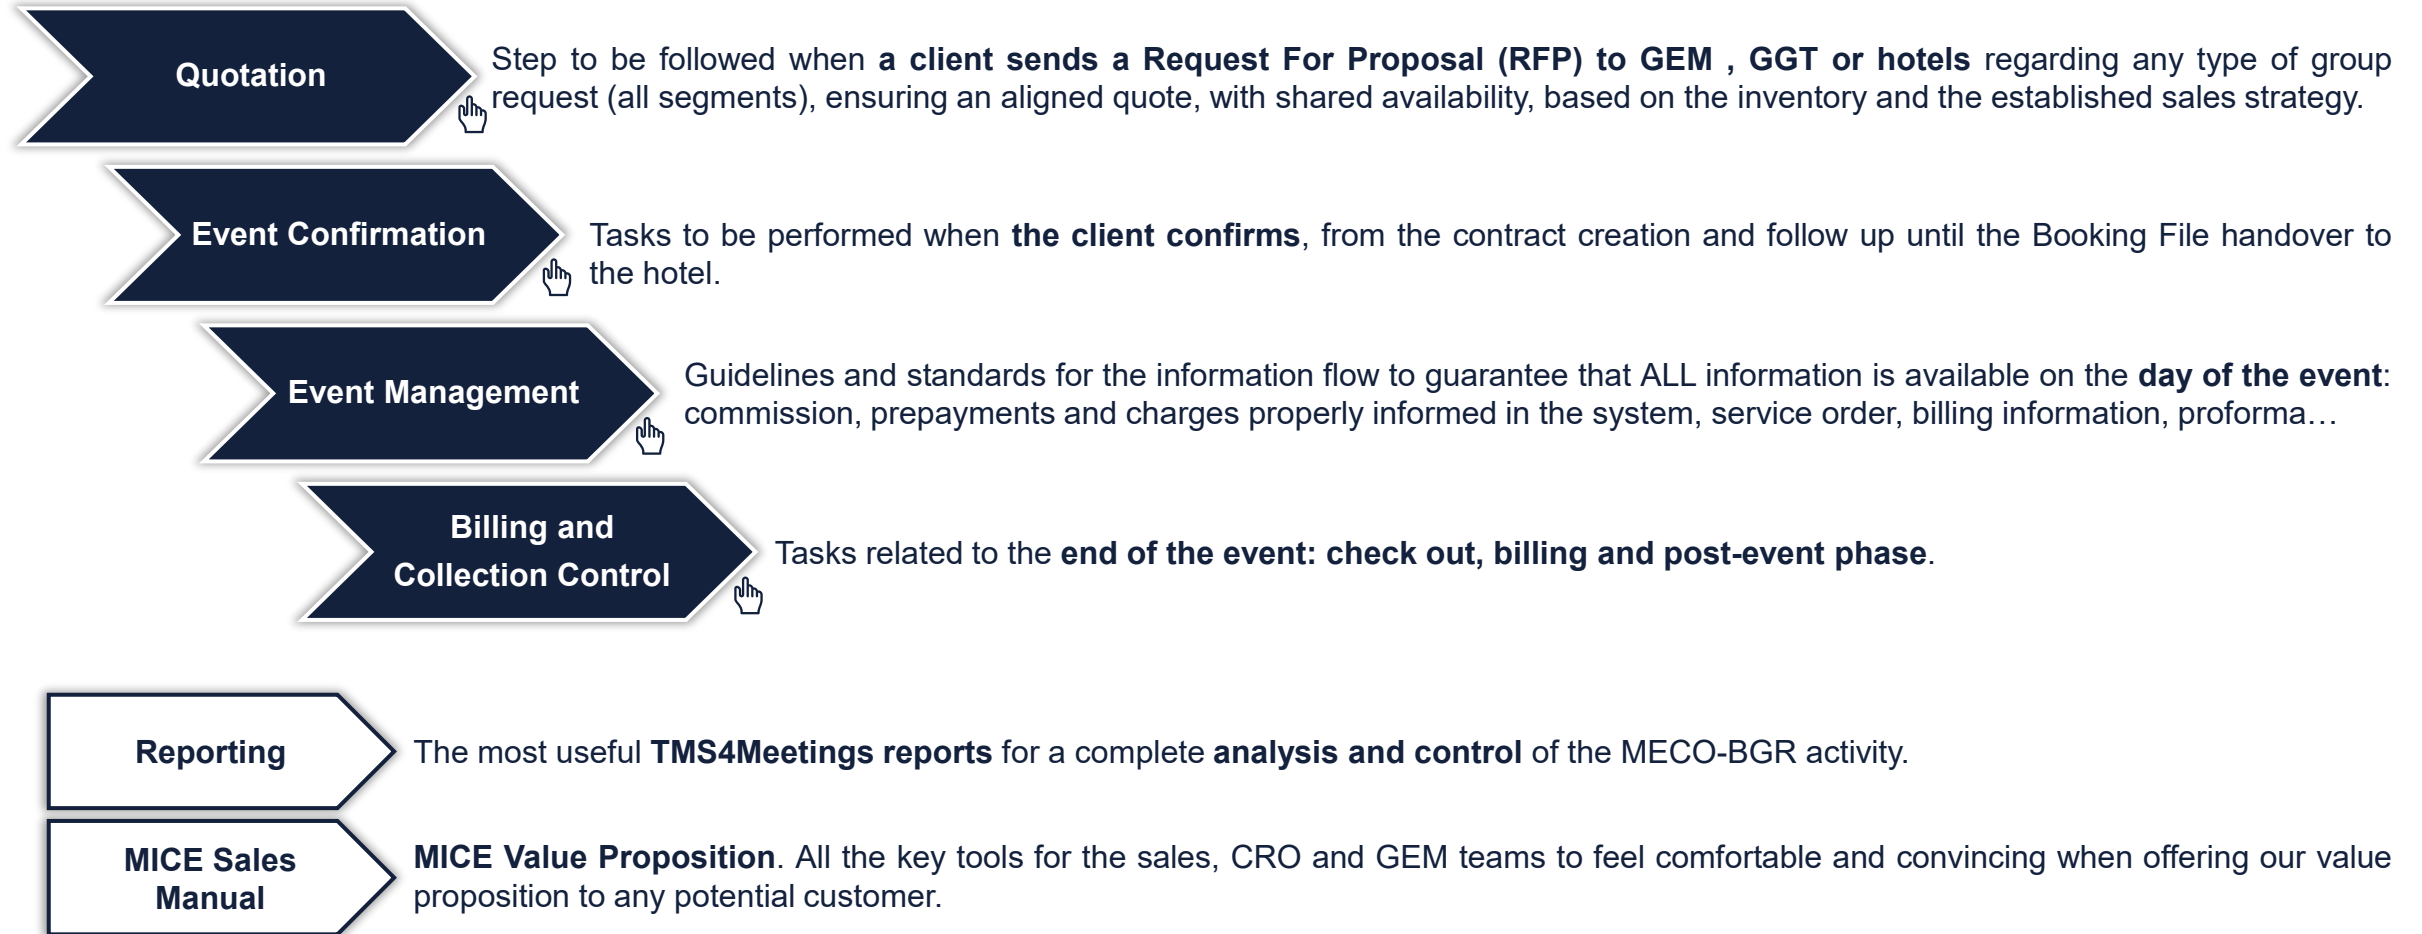 Quotation
Step to be followed when a client sends a Request For Proposal (RFP) to GEM , GGT or hotels regarding any type of group
request (all segments), ensuring an aligned quote, with shared availability, based on the inventory and the established sales strategy.
Event Confirmation
Tasks to be performed when the client confirms, from the contract creation and follow up until the Booking File handover to
the hotel.
Event Management
Guidelines and standards for the information flow to guarantee that ALL information is available on the day of the event:
commission, prepayments and charges properly informed in the system, service order, billing information, proforma…
Billing and
Collection Control
Tasks related to the end of the event: check out, billing and post-event phase.
Reporting
The most useful TMS4Meetings reports for a complete analysis and control of the MECO-BGR activity.
MICE Sales
Manual
MICE Value Proposition. All the key tools for the sales, CRO and GEM teams to feel comfortable and convincing when offering our value
proposition to any potential customer.